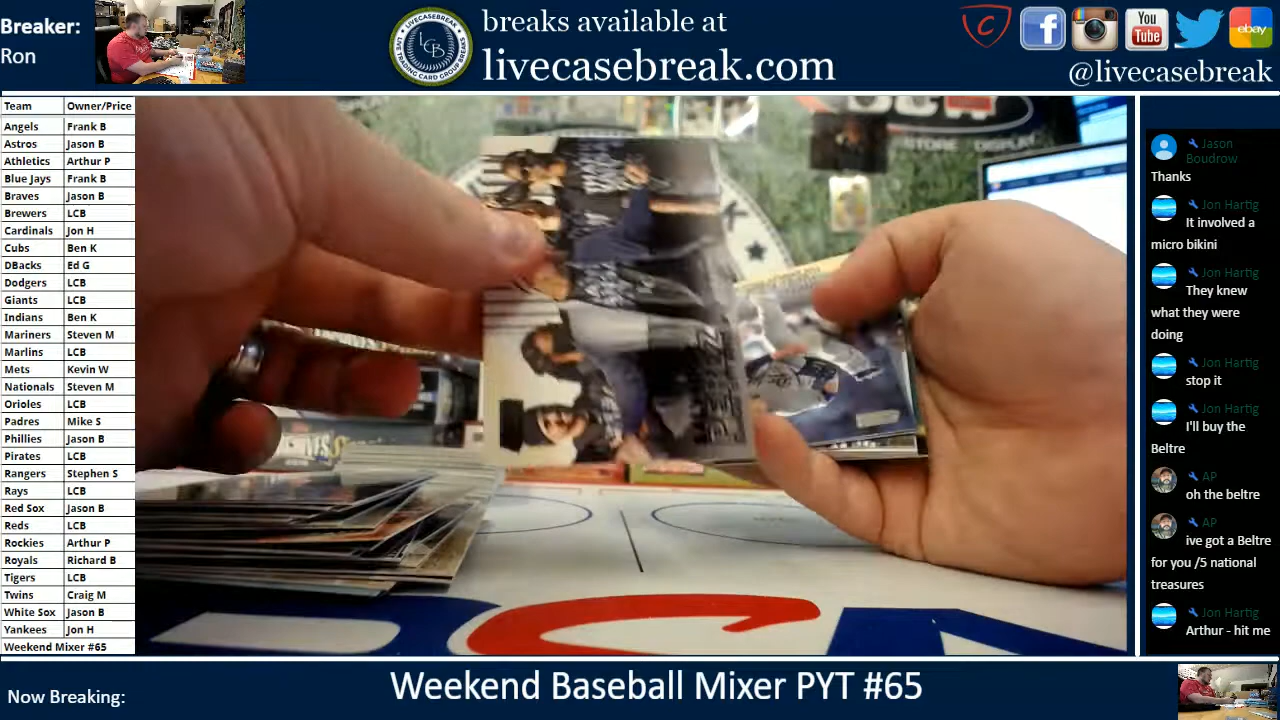 Breaker:
Ron
LCB
breaks available at
livecasebreak.com
You
Tube
ebay
@livecasebreak
Team Owner/Price
Angels Frank B
Astros Jason B
Athletics Arthur P
Blue Jays Frank B
Braves Jason B
Brewers LCB
Cardinals Jon H
Cubs Ben K
DBacks Ed G
Dodgers LCB
Giants LCB
Indians Ben K
Mariners Steven M
Marlins LCB
Mets Kevin W
Nationals Steven M
Orioles LCB
Padres Mike S
Phillies Jason B
Pirates LCB
Rangers Stephen S
Rays LCB
Red Sox Jason B
Reds LCB
Rockies Arthur P
Royals Richard B
Tigers LCB
Twins Craig M
White Sox Jason B
Yankees Jon H
Weekend Mixer #65
STORE DISPLAY
Jason
Boudrow
Thanks
Jon Hartig
It involved a
micro bikini
Jon Hartig
They knew
what they were
doing
Jon Hartig
stop it
Jon Hartig
I'll buy the
Beltre
AP
oh the beltre
AP
ive got a Beltre
for you /5 national
treasures
Jon Hartig
Arthur - hit me
Now Breaking:
Weekend Baseball Mixer PYT #65